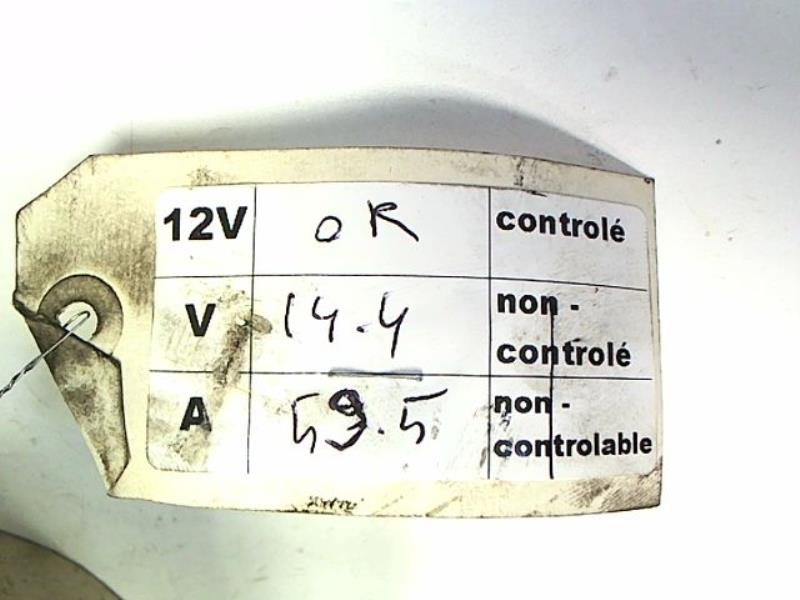 12V OK controlé
V 14.4 non -
controlé
A 59.5 non -
controlable